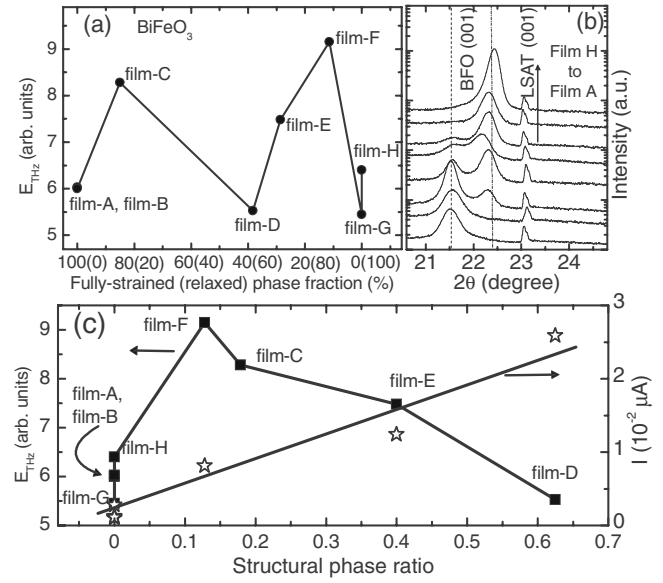 (a)
BiFeO3
film-F
film-C
film-E
film-H
film-A, film-B
film-D
film-G
9
8
7
6
5
E_THz (arb. units)
100(0) 80(20) 60(40) 40(60) 20(80) 0(100)
Fully-strained (relaxed) phase fraction (%)
(b)
BFO (001)
LSAT (001)
Film H
to
Film A
Intensity (a.u.)
21 22 23 24
2θ (degree)
(c)
film-F
film-C
film-E
film-A,
film-B
film-H
film-G
film-D
9
8
7
6
5
E_THz (arb. units)
3
2
1
0
I (10^-2 μA)
0 0.1 0.2 0.3 0.4 0.5 0.6 0.7
Structural phase ratio